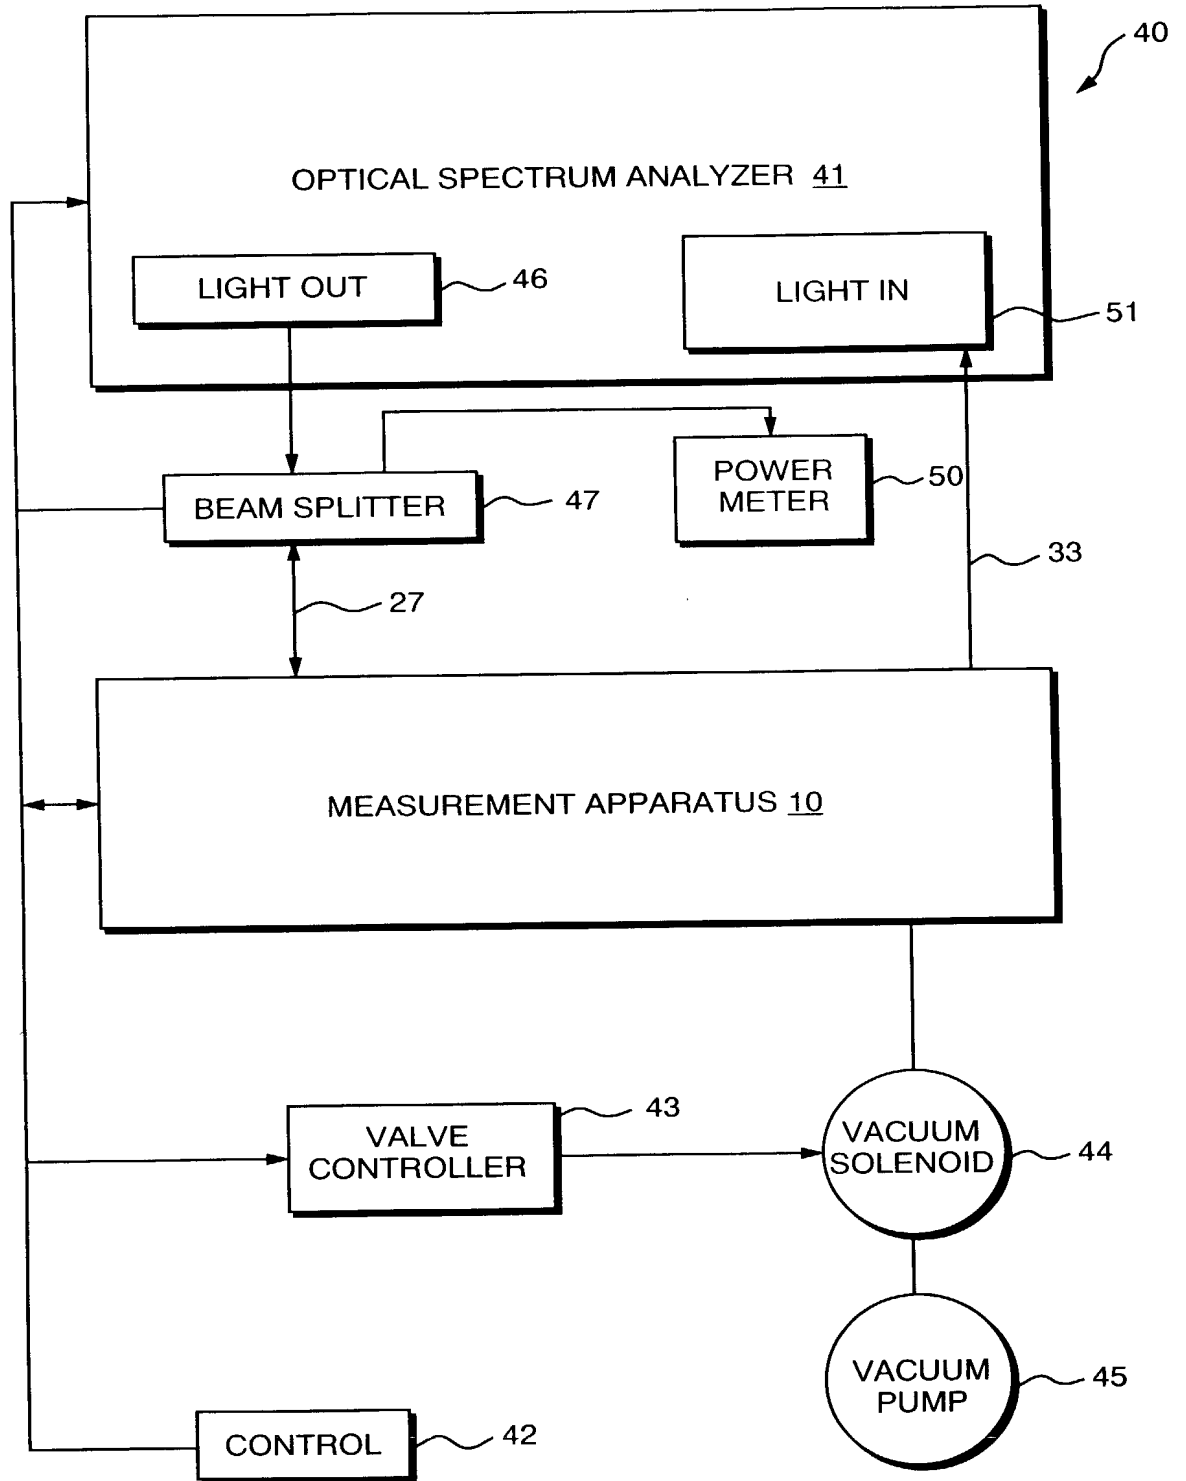 40
OPTICAL SPECTRUM ANALYZER 41
LIGHT OUT
46
LIGHT IN
51
POWER
METER
50
BEAM SPLITTER
47
33
27
MEASUREMENT APPARATUS 10
VALVE
CONTROLLER
43
VACUUM
SOLENOID
44
VACUUM
PUMP
45
CONTROL
42